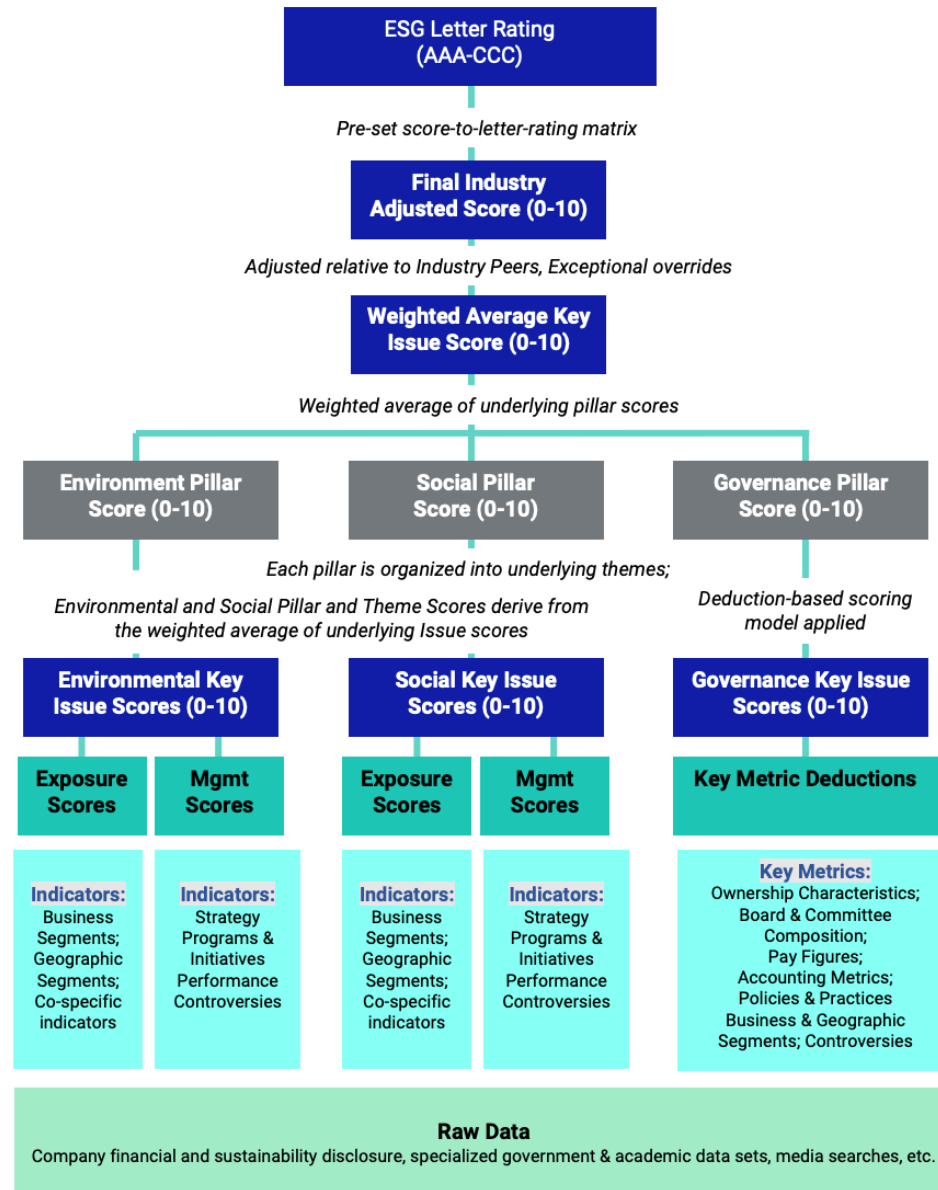 ESG Letter Rating
(AAA-CCC)
Pre-set score-to-letter-rating matrix
Final Industry
Adjusted Score (0-10)
Adjusted relative to Industry Peers, Exceptional overrides
Weighted Average Key
Issue Score (0-10)
Weighted average of underlying pillar scores
Environment Pillar
Score (0-10)
Social Pillar
Score (0-10)
Governance Pillar
Score (0-10)
Each pillar is organized into underlying themes;
Environmental and Social Pillar and Theme Scores derive from
the weighted average of underlying Issue scores
Deduction-based scoring
model applied
Environmental Key
Issue Scores (0-10)
Social Key Issue
Scores (0-10)
Governance Key Issue
Scores (0-10)
Exposure
Scores
Mgmt
Scores
Exposure
Scores
Mgmt
Scores
Key Metric Deductions
Indicators:
Business
Segments;
Geographic
Segments;
Co-specific
indicators
Indicators:
Strategy
Programs &
Initiatives
Performance
Controversies
Indicators:
Business
Segments;
Geographic
Segments;
Co-specific
indicators
Indicators:
Strategy
Programs &
Initiatives
Performance
Controversies
Key Metrics:
Ownership Characteristics;
Board & Committee
Composition;
Pay Figures;
Accounting Metrics;
Policies & Practices
Business & Geographic
Segments; Controversies
Raw Data
Company financial and sustainability disclosure, specialized government & academic data sets, media searches, etc.